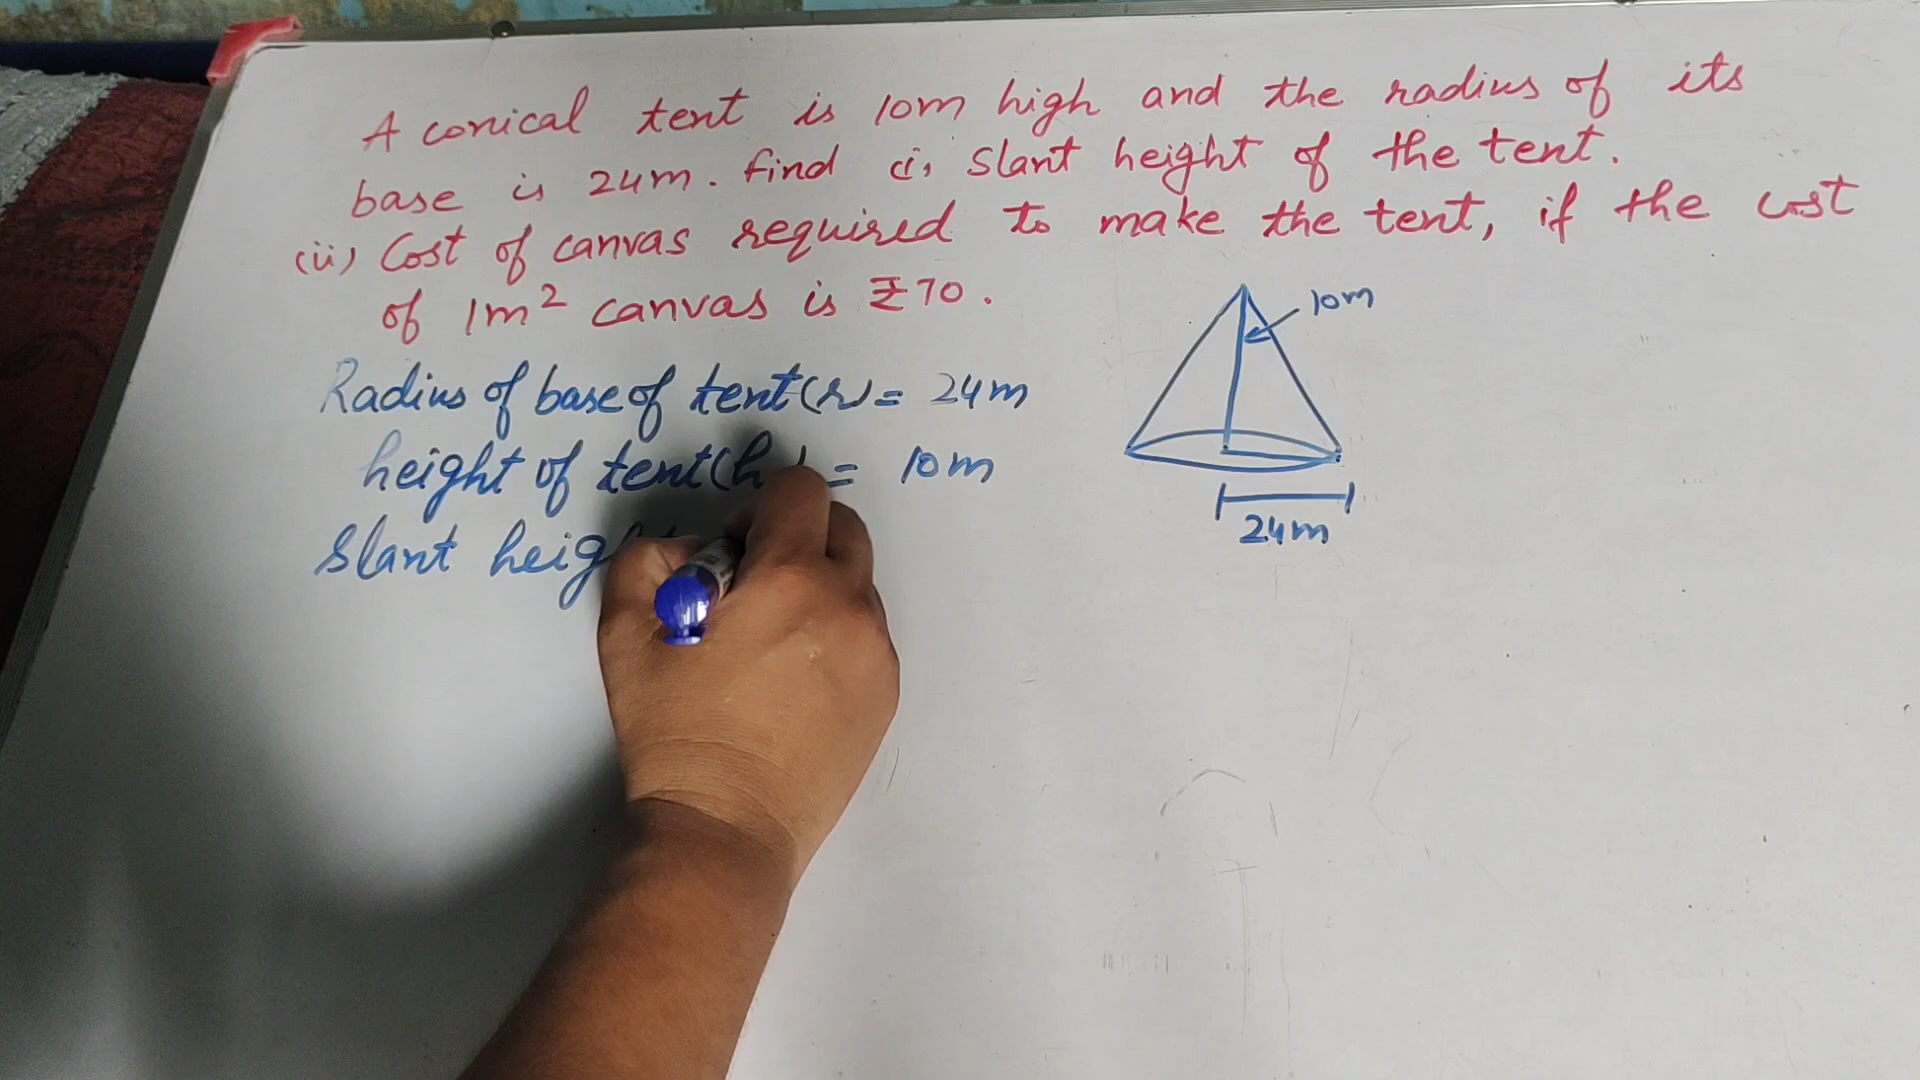 A conical tent is 10m high and the radius of its
base is 24m. Find (i) Slant height of the tent.
(ii) Cost of canvas required to make the tent, if the cost
of 1m² canvas is ₹70.
10m
Radius of base of tent (r) = 24m
height of tent (h) = 10m
24m
Slant